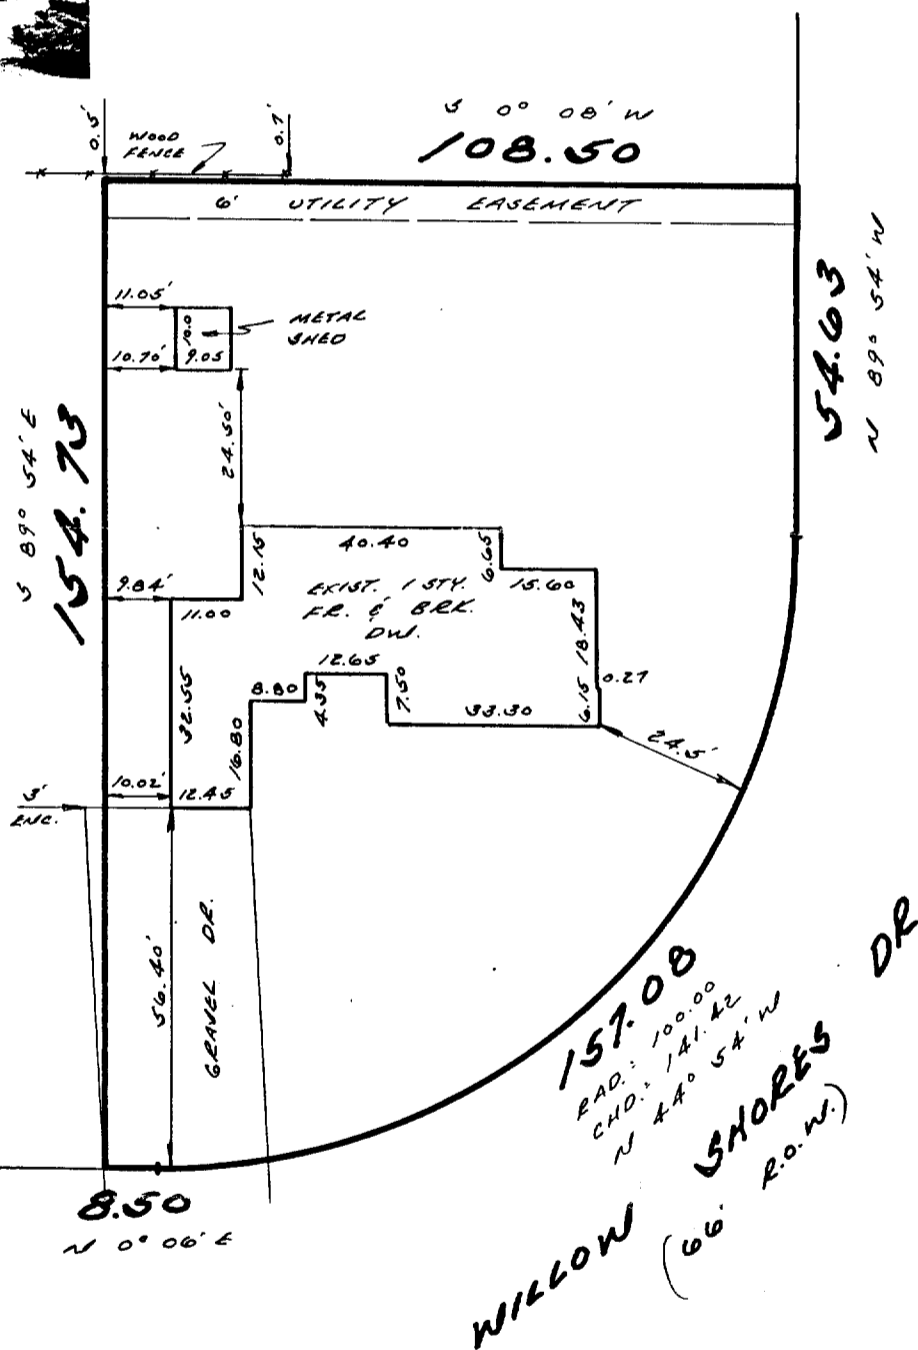 S 0° 08' W
108.50
0.5'
WOOD
FENCE
0.7'
6' UTILITY EASEMENT
11.05'
10.0
METAL
SHED
10.70'
9.05
54.63
N 89° 54' W
S 89° 54' E
154.73
24.50'
40.40
12.15
6.65
15.60
9.84'
11.00
EXIST. 1 STY.
FR. & BRK.
DW.
18.43
12.65
0.27
8.80
4.35
7.50
33.30
6.15
32.55
16.80
24.5'
10.02'
12.45
3'
ENC.
56.40'
GRAVEL DR.
157.08
RAD.: 100.00
CHD.: 141.42
N 44° 54' W
8.50
N 0° 06' E
WILLOW SHORES DR
(66' R.O.W.)